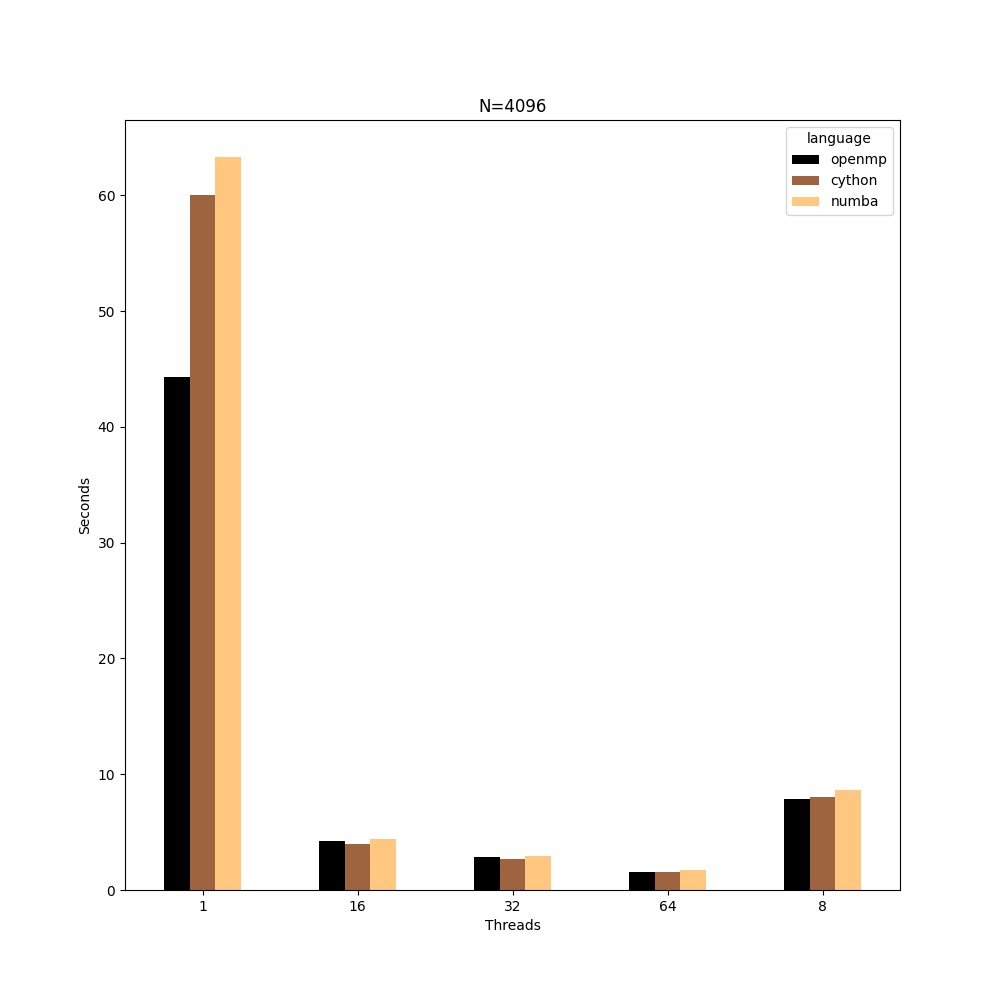 N=4096
language
openmp
cython
numba
60
50
40
30
20
10
0
Seconds
1 16 32 64 8
Threads